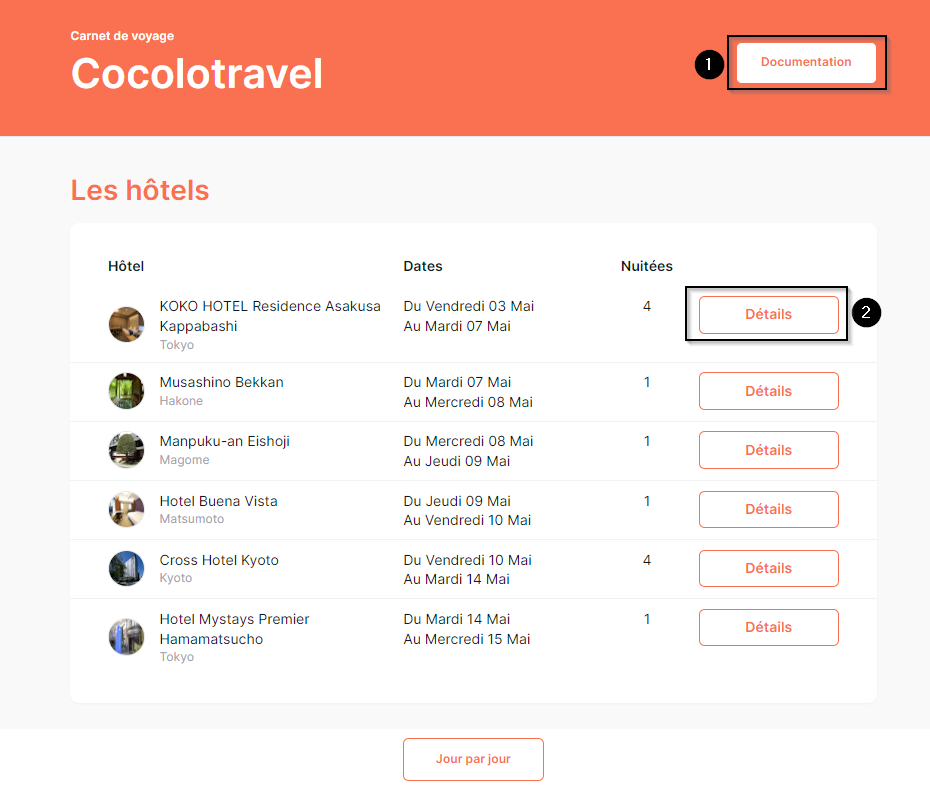 Carnet de voyage
Cocolotravel
1
Documentation
Les hôtels
Hôtel Dates Nuitées
KOKO HOTEL Residence Asakusa Du Vendredi 03 Mai 4 Détails 2
Kappabashi Au Mardi 07 Mai
Tokyo
Musashino Bekkan Du Mardi 07 Mai 1 Détails
Hakone Au Mercredi 08 Mai
Manpuku-an Eishoji Du Mercredi 08 Mai 1 Détails
Magome Au Jeudi 09 Mai
Hotel Buena Vista Du Jeudi 09 Mai 1 Détails
Matsumoto Au Vendredi 10 Mai
Cross Hotel Kyoto Du Vendredi 10 Mai 4 Détails
Kyoto Au Mardi 14 Mai
Hotel Mystays Premier Du Mardi 14 Mai 1 Détails
Hamamatsucho Au Mercredi 15 Mai
Tokyo
Jour par jour